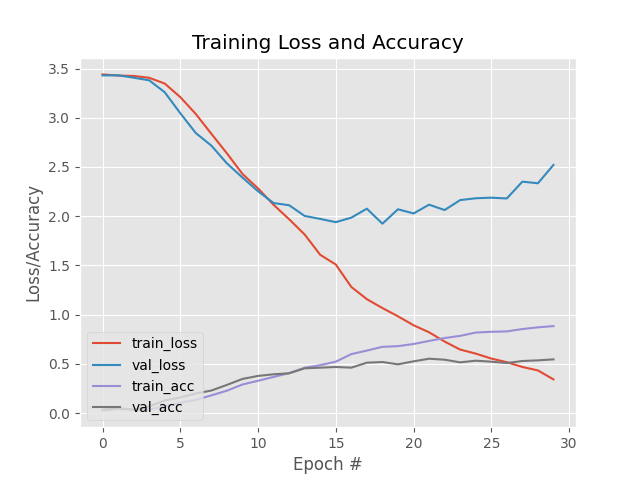 Training Loss and Accuracy
Loss/Accuracy
3.5
3.0
2.5
2.0
1.5
1.0
0.5
0.0
train_loss
val_loss
train_acc
val_acc
0 5 10 15 20 25 30
Epoch #